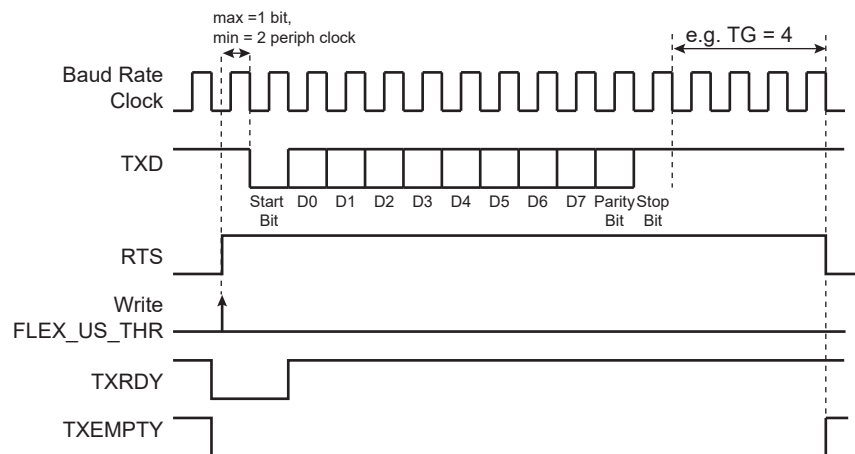 max =1 bit,
min = 2 periph clock
e.g. TG = 4
Baud Rate
Clock
TXD
Start D0 D1 D2 D3 D4 D5 D6 D7 Parity Stop
Bit Bit Bit
RTS
Write
FLEX_US_THR
TXRDY
TXEMPTY